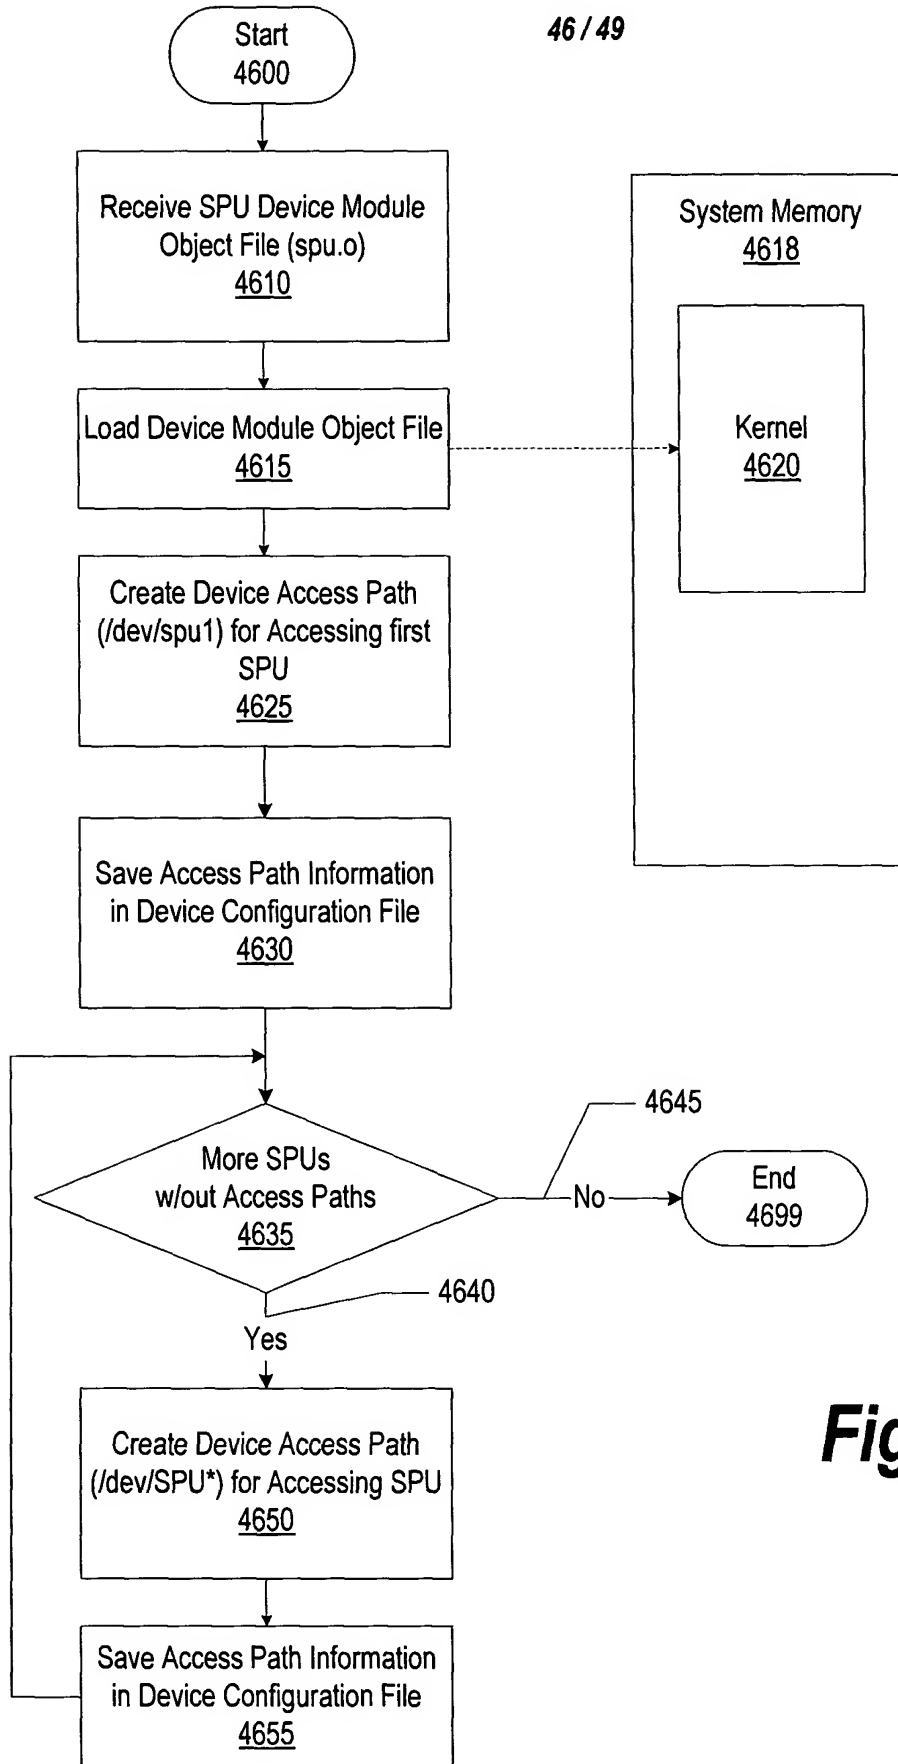 46 / 49
Start
4600
Receive SPU Device Module
Object File (spu.o)
4610
System Memory
4618
Load Device Module Object File
4615
Kernel
4620
Create Device Access Path
(/dev/spu1) for Accessing first
SPU
4625
Save Access Path Information
in Device Configuration File
4630
4645
More SPUs
w/out Access Paths
4635
No
End
4699
4640
Yes
Create Device Access Path
(/dev/SPU*) for Accessing SPU
4650
Fig
Save Access Path Information
in Device Configuration File
4655